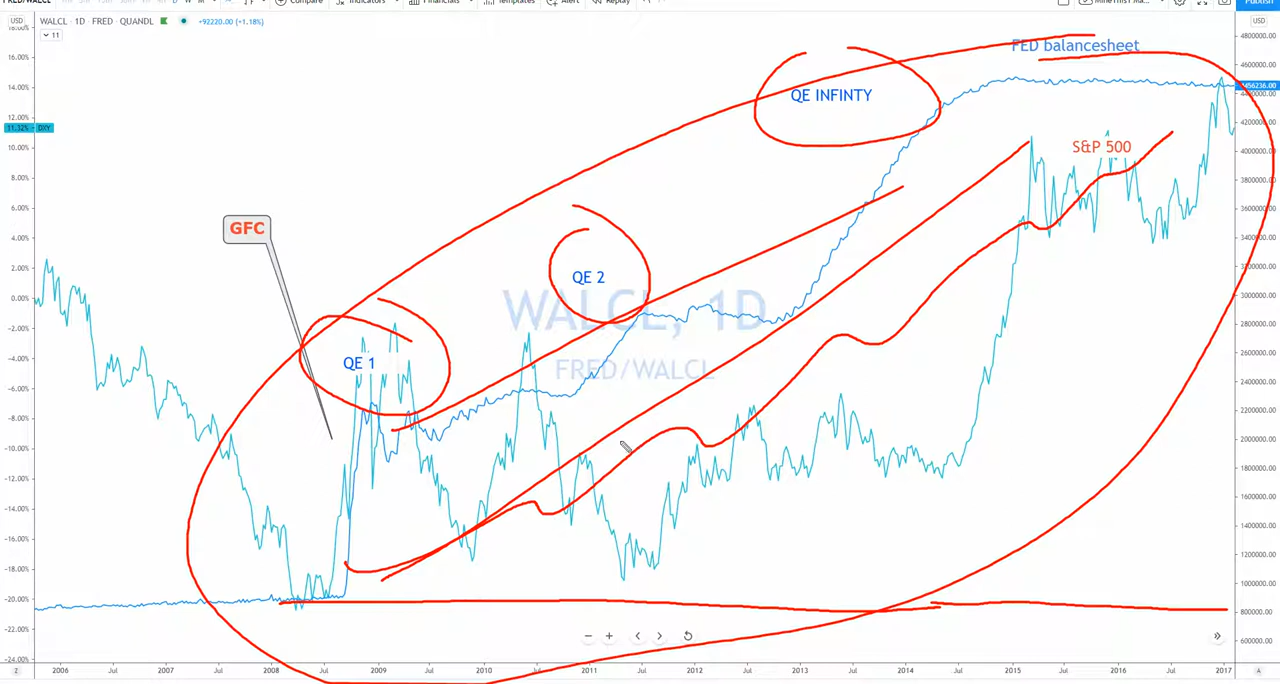 Compare
Indicators
Financials
Templates
Alert
Replay
Publish
USD
WALCL · 1D · FRED · QUANDL
+92220.00 (+1.18%)
USD
11
FED balancesheet
QE INFINTY
S&P 500
GFC
QE 2
QE 1
WALCL, 1D
FRED/WALCL
18.00%
16.00%
14.00%
12.00%
11.32%
DXY
10.00%
8.00%
6.00%
4.00%
2.00%
0.00%
-2.00%
-4.00%
-6.00%
-8.00%
-10.00%
-12.00%
-14.00%
-16.00%
-18.00%
-20.00%
-22.00%
-24.00%
4800000.00
4600000.00
4200000.00
4000000.00
3800000.00
3600000.00
3400000.00
3200000.00
3000000.00
2800000.00
2600000.00
2400000.00
2200000.00
2000000.00
1800000.00
1600000.00
1400000.00
1200000.00
1000000.00
800000.00
600000.00
Z
2006
Jul
2007
Jul
2008
Jul
2009
Jul
2010
Jul
2011
Jul
2012
Jul
2013
Jul
2014
Jul
2015
Jul
2016
Jul
2017
A